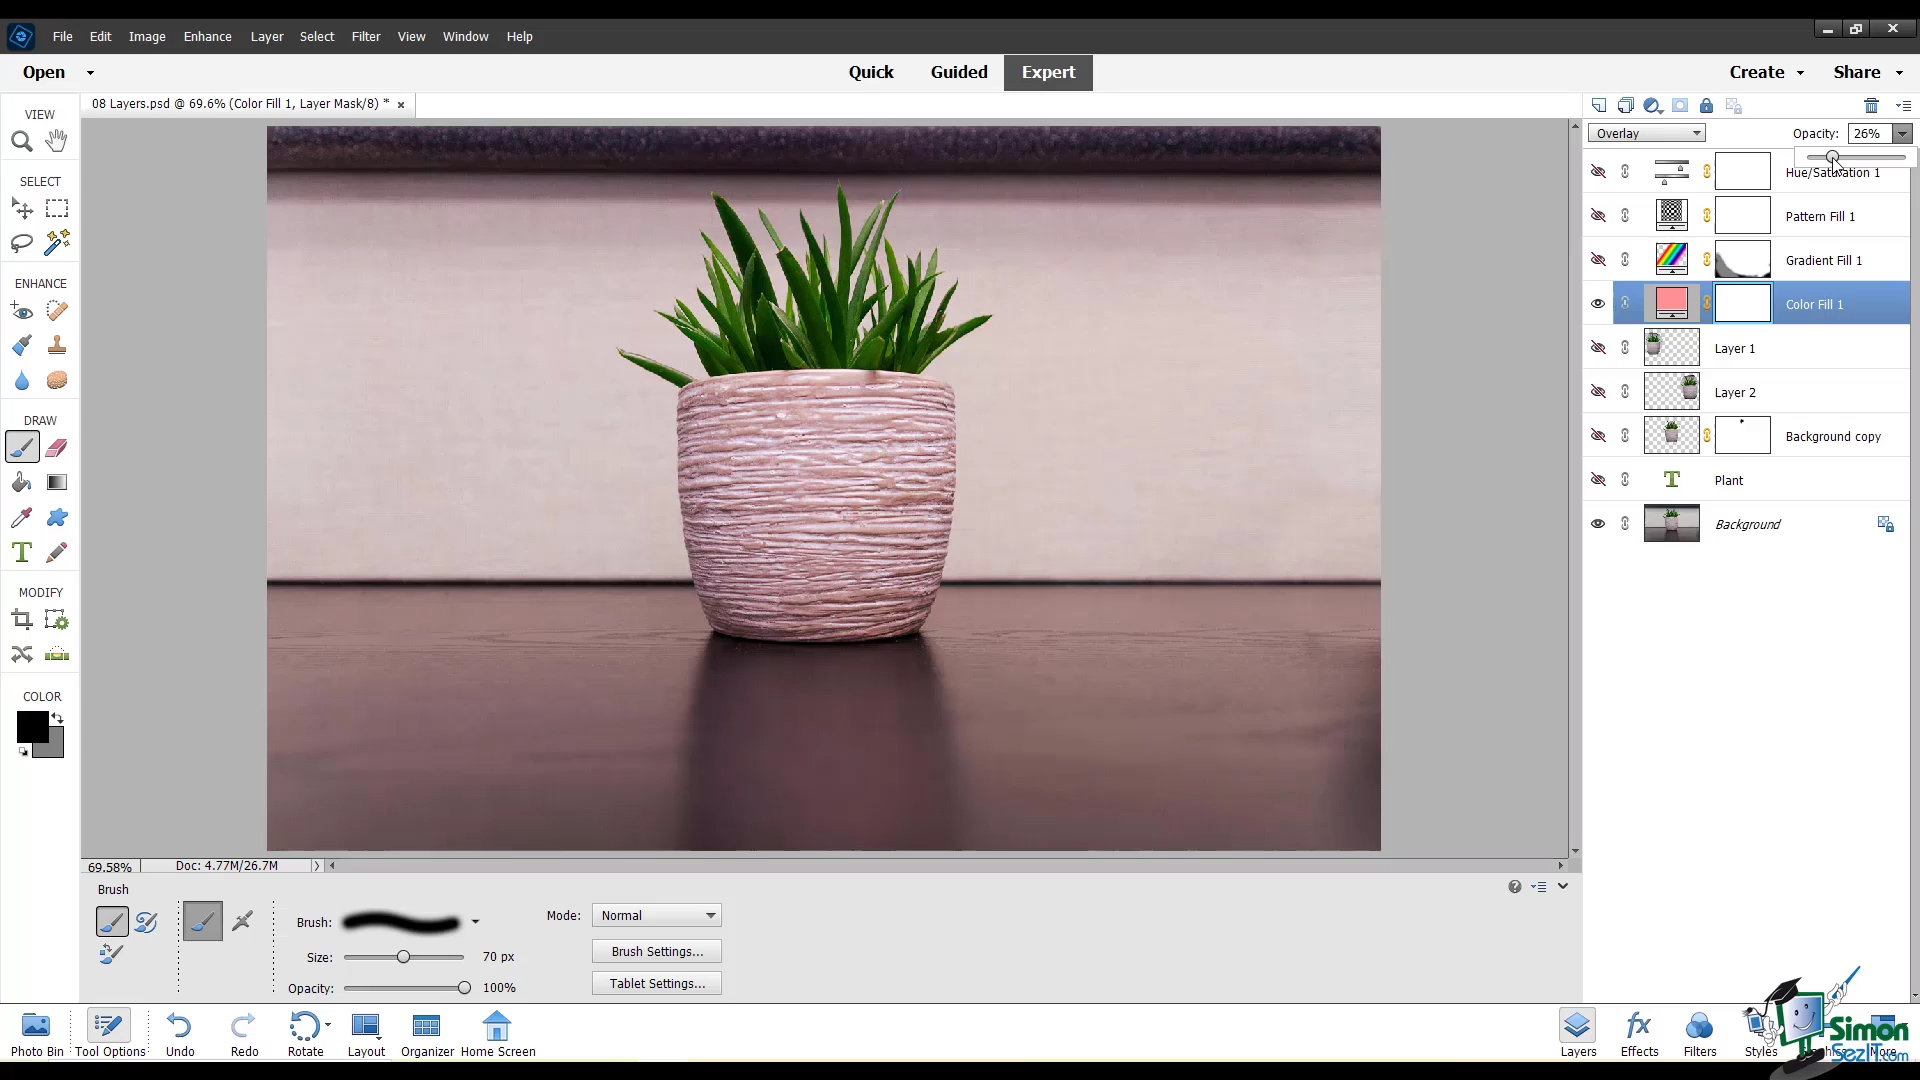 File Edit Image Enhance Layer Select Filter View Window Help
Open Quick Guided Expert Create Share
08 Layers.psd @ 69.6% (Color Fill 1, Layer Mask/8) *
VIEW
SELECT
ENHANCE
DRAW
T
MODIFY
COLOR
Overlay Opacity: 26%
Hue/Saturation 1
Pattern Fill 1
Gradient Fill 1
Color Fill 1
Layer 1
Layer 2
Background copy
T Plant
Background
69.58% Doc: 4.77M/26.7M
Brush
Brush: Mode: Normal
Size: 70 px Brush Settings...
Opacity: 100% Tablet Settings...
Photo Bin Tool Options Undo Redo Rotate Layout Organizer Home Screen
Layers fx Effects Filters Styles More
Simon
SezIT.com